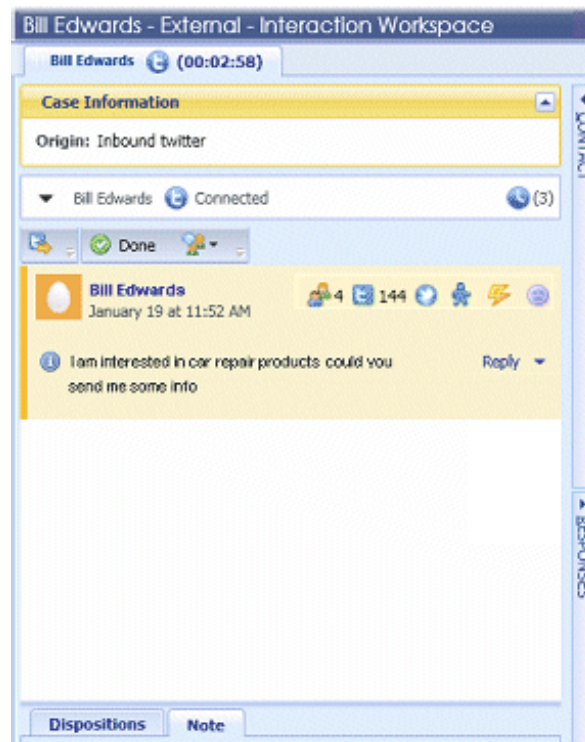 Bill Edwards - External - Interaction Workspace
Bill Edwards (00:02:58)
Case Information
Origin: Inbound twitter
Bill Edwards Connected (3)
Done
Bill Edwards 4 144
January 19 at 11:52 AM
I am interested in car repair products could you Reply
send me some info
CONTACT
RESPONSES
Dispositions Note